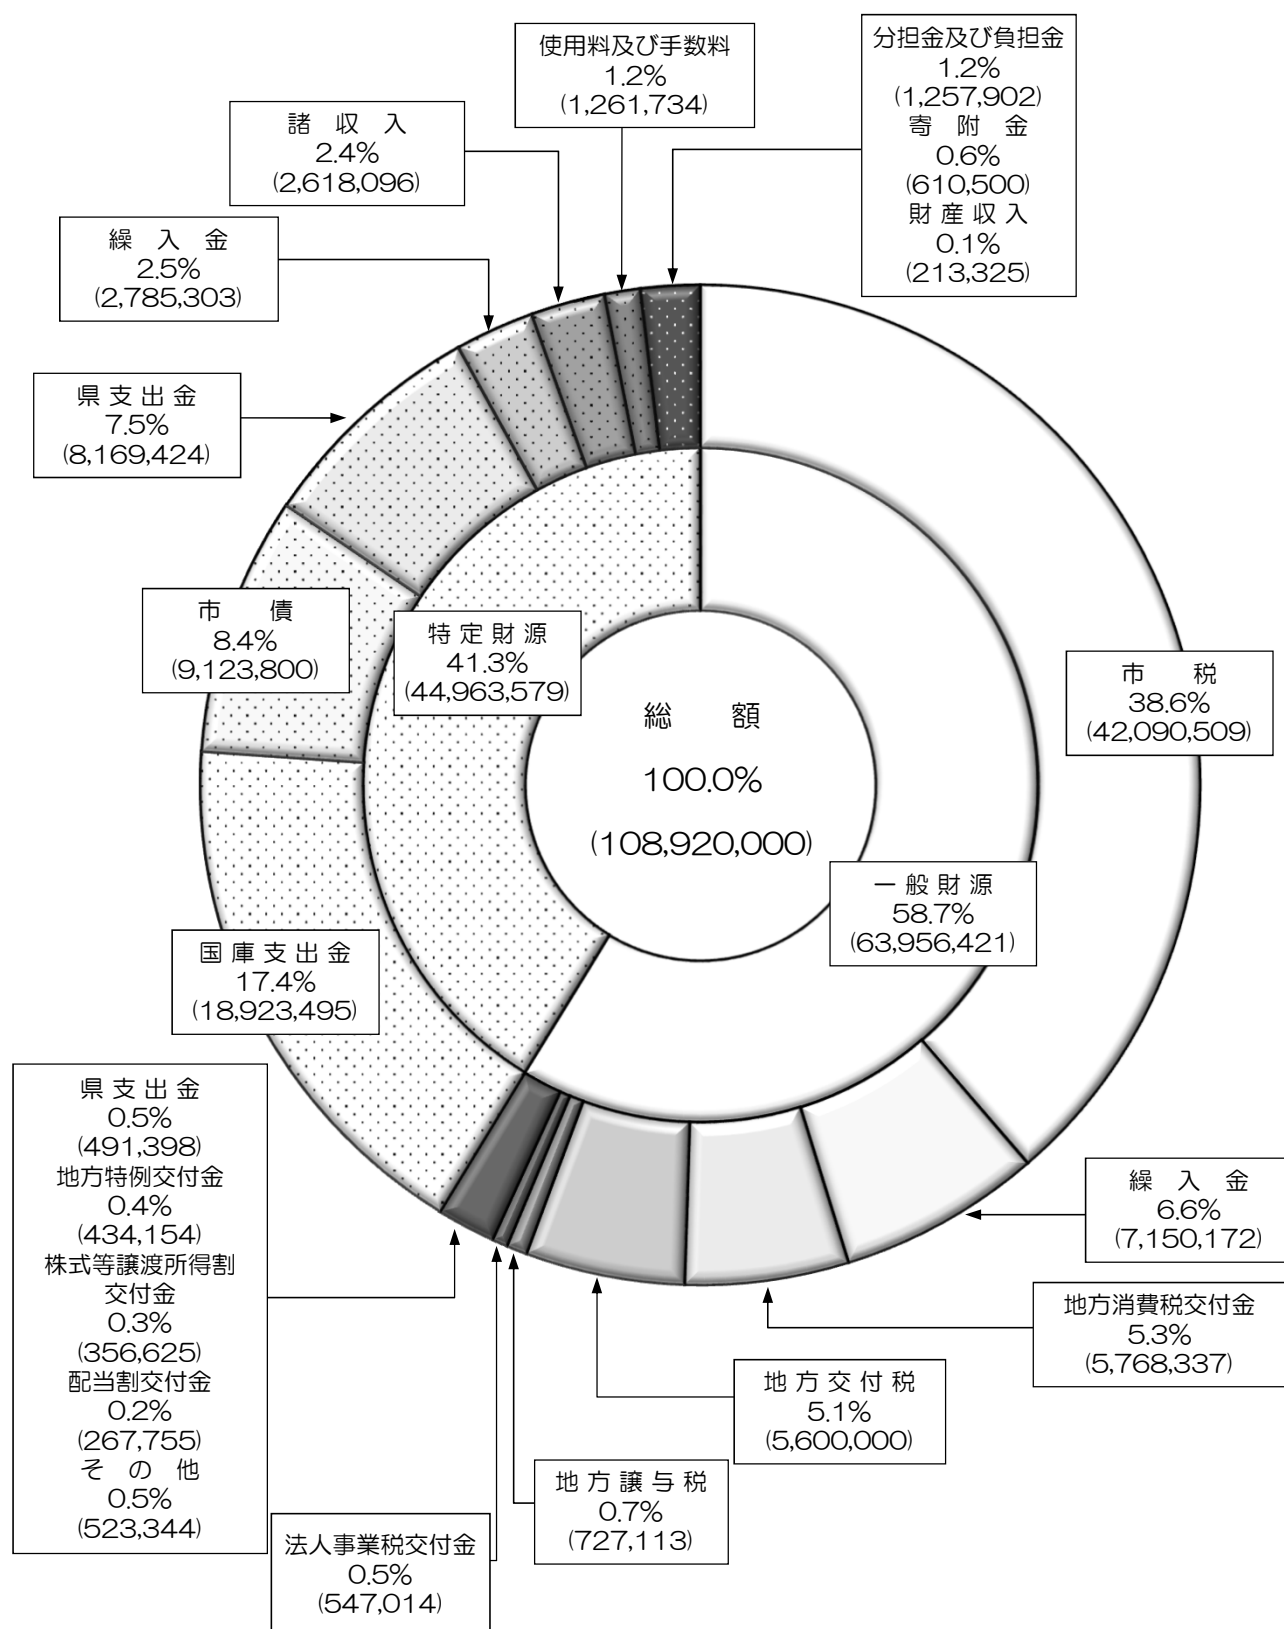 使用料及び手数料
1.2%
(1,261,734)
分担金及び負担金
1.2%
(1,257,902)
寄附金
0.6%
(610,500)
財産収入
0.1%
(213,325)
諸収入
2.4%
(2,618,096)
繰入金
2.5%
(2,785,303)
県支出金
7.5%
(8,169,424)
市債
8.4%
(9,123,800)
特定財源
41.3%
(44,963,579)
総額
100.0%
(108,920,000)
市税
38.6%
(42,090,509)
一般財源
58.7%
(63,956,421)
国庫支出金
17.4%
(18,923,495)
県支出金
0.5%
(491,398)
地方特例交付金
0.4%
(434,154)
株式等譲渡所得割
交付金
0.3%
(356,625)
配当割交付金
0.2%
(267,755)
その他
0.5%
(523,344)
繰入金
6.6%
(7,150,172)
地方消費税交付金
5.3%
(5,768,337)
地方交付税
5.1%
(5,600,000)
地方譲与税
0.7%
(727,113)
法人事業税交付金
0.5%
(547,014)